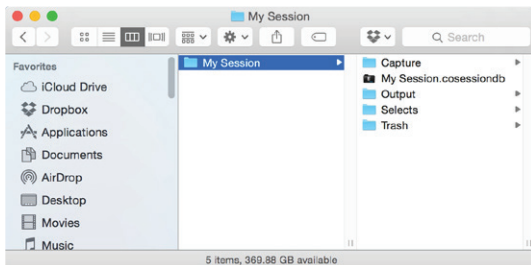 My Session
Search
Favorites
iCloud Drive
Dropbox
Applications
Documents
AirDrop
Desktop
Movies
Music
My Session
Capture
My Session.cosessiondb
Output
Selects
Trash
5 items, 369.88 GB available